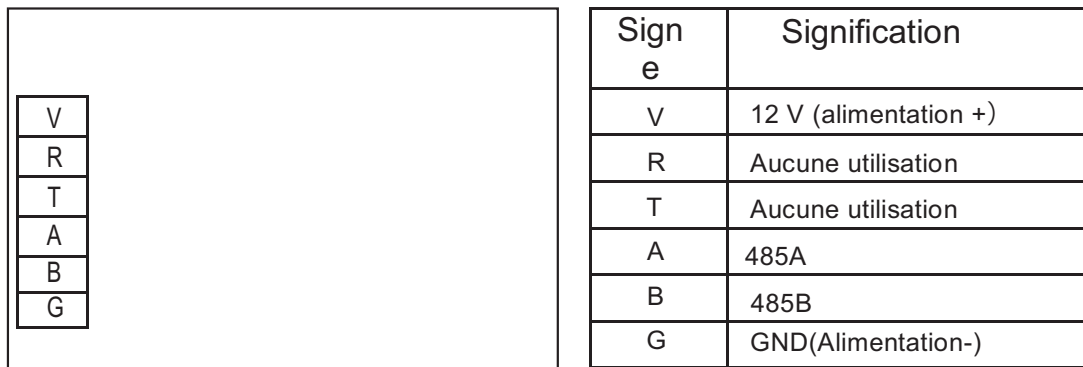 V
R
T
A
B
G
Sign Signification
e
V 12 V (alimentation +）
R Aucune utilisation
T Aucune utilisation
A 485A
B 485B
G GND(Alimentation-)